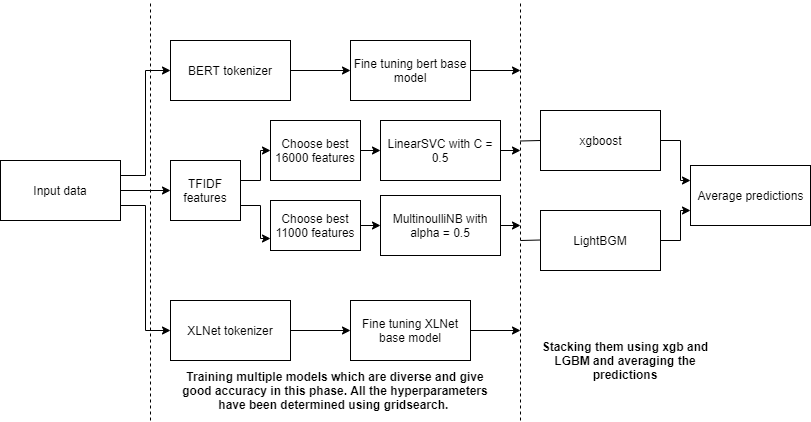 BERT tokenizer
Fine tuning bert base
model
Choose best
16000 features
LinearSVC with C =
0.5
xgboost
Input data
TFIDF
features
Average predictions
Choose best
11000 features
MultinoulliNB with
alpha = 0.5
LightBGM
XLNet tokenizer
Fine tuning XLNet
base model
Stacking them using xgb and
LGBM and averaging the
predictions
Training multiple models which are diverse and give
good accuracy in this phase. All the hyperparameters
have been determined using gridsearch.